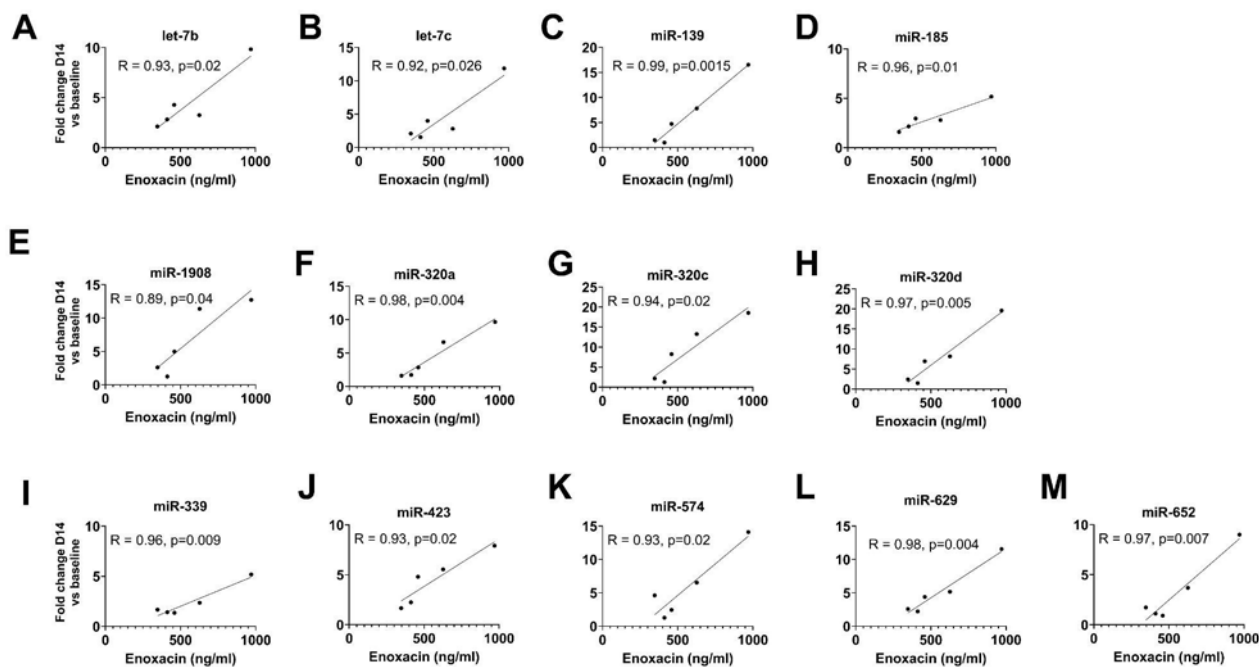 A
let-7b
R = 0.93, p=0.02
Fold change D14
vs baseline
10
5
0
0 500 1000
Enoxacin (ng/ml)
B
let-7c
R = 0.92, p=0.026
15
10
5
0
0 500 1000
Enoxacin (ng/ml)
C
miR-139
R = 0.99, p=0.0015
20
15
10
5
0
0 500 1000
Enoxacin (ng/ml)
D
miR-185
R = 0.96, p=0.01
10
5
0
0 500 1000
Enoxacin (ng/ml)
E
miR-1908
R = 0.89, p=0.04
Fold change D14
vs baseline
15
10
5
0
0 500 1000
Enoxacin (ng/ml)
F
miR-320a
R = 0.98, p=0.004
15
10
5
0
0 500 1000
Enoxacin (ng/ml)
G
miR-320c
R = 0.94, p=0.02
25
20
15
10
5
0
0 500 1000
Enoxacin (ng/ml)
H
miR-320d
R = 0.97, p=0.005
25
20
15
10
5
0
0 500 1000
Enoxacin (ng/ml)
I
miR-339
R = 0.96, p=0.009
Fold change D14
vs baseline
10
5
0
0 500 1000
Enoxacin (ng/ml)
J
miR-423
R = 0.93, p=0.02
10
5
0
0 500 1000
Enoxacin (ng/ml)
K
miR-574
R = 0.93, p=0.02
15
10
5
0
0 500 1000
Enoxacin (ng/ml)
L
miR-629
R = 0.98, p=0.004
15
10
5
0
0 500 1000
Enoxacin (ng/ml)
M
miR-652
R = 0.97, p=0.007
10
5
0
0 500 1000
Enoxacin (ng/ml)